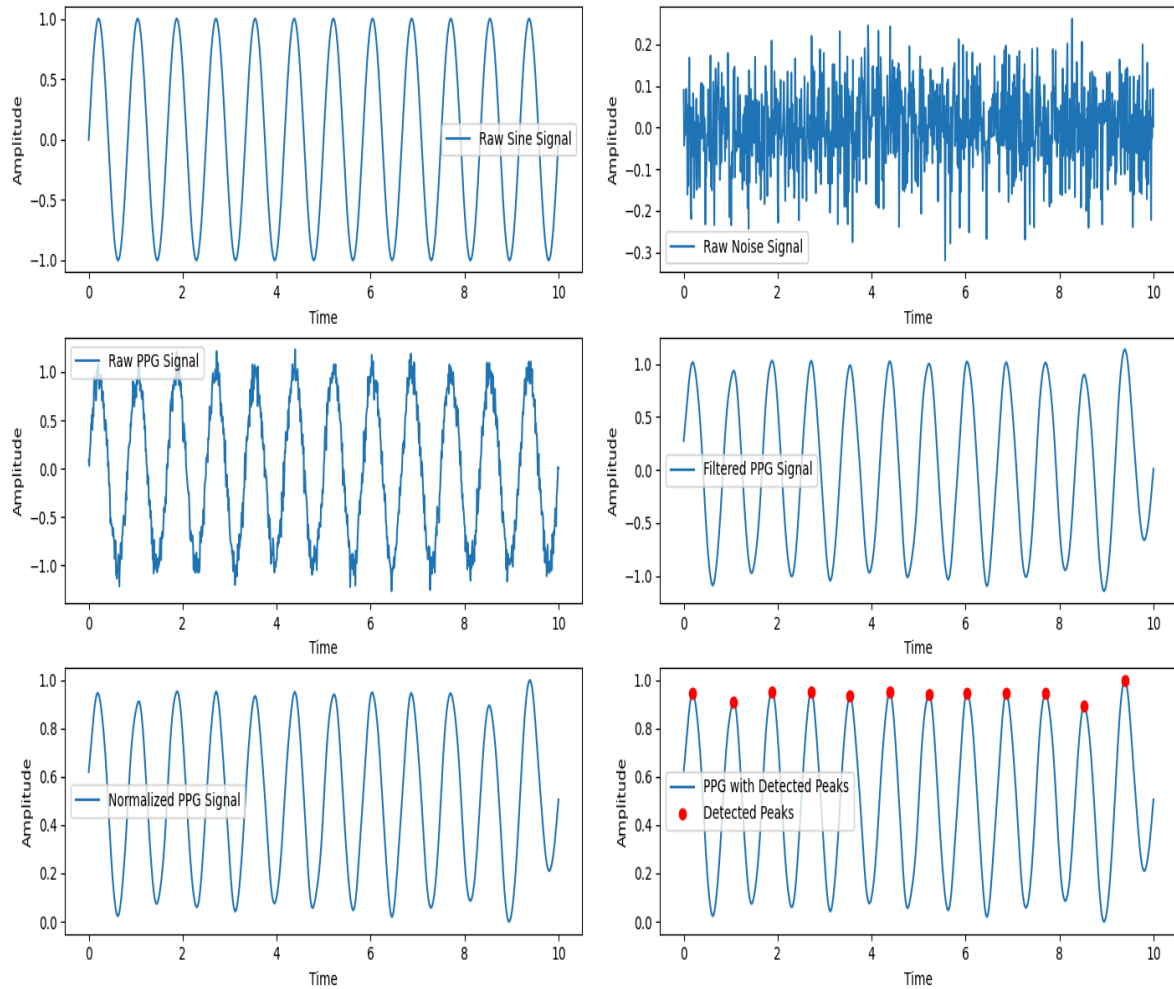 1.0
0.5
0.0
−0.5
−1.0
Amplitude
Raw Sine Signal
0 2 4 6 8 10
Time
0.2
0.1
0.0
−0.1
−0.2
−0.3
Amplitude
Raw Noise Signal
0 2 4 6 8 10
Time
Raw PPG Signal
1.0
0.5
0.0
−0.5
−1.0
Amplitude
0 2 4 6 8 10
Time
1.0
0.5
0.0
−0.5
−1.0
Amplitude
Filtered PPG Signal
0 2 4 6 8 10
Time
1.0
0.8
0.6
0.4
0.2
0.0
Amplitude
Normalized PPG Signal
0 2 4 6 8 10
Time
1.0
0.8
0.6
0.4
0.2
0.0
Amplitude
PPG with Detected Peaks
Detected Peaks
0 2 4 6 8 10
Time